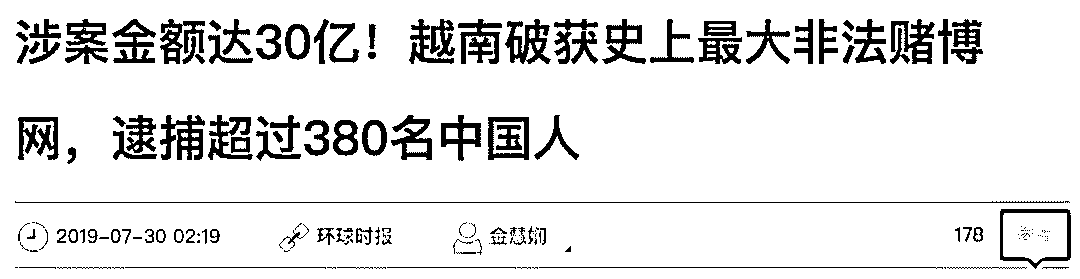 涉案金额达30亿！越南破获史上最大非法赌博
网，逮捕超过380名中国人
2019-07-30 02:19 环球时报 金慧娴 178